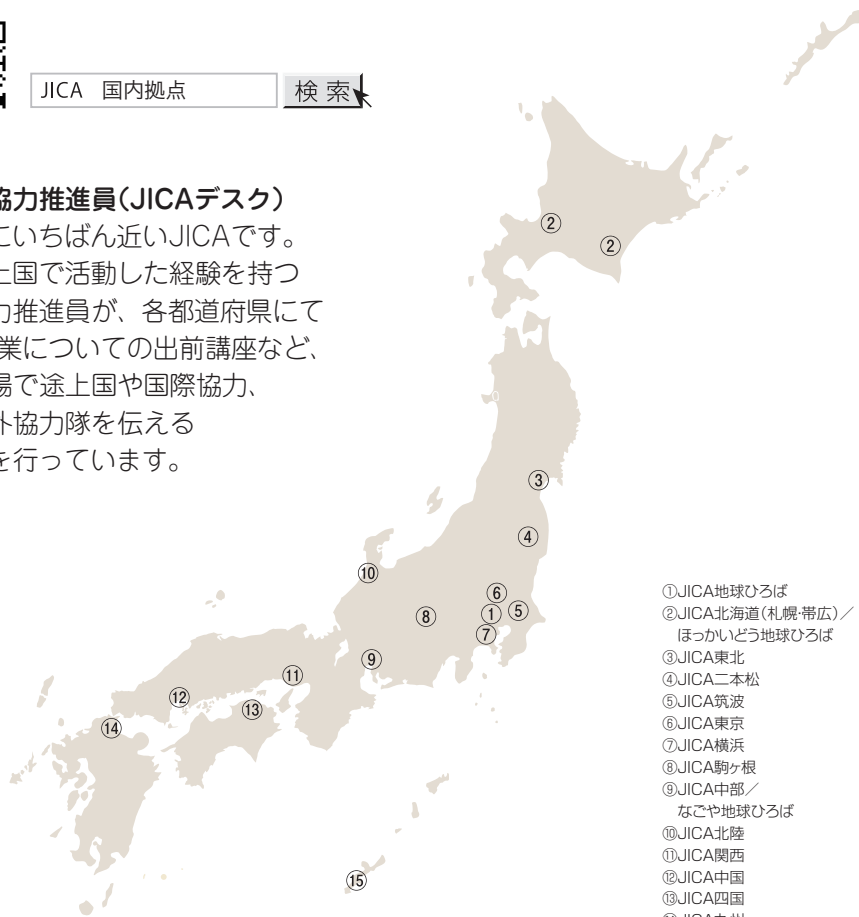 JICA 国内拠点
検 索
協力推進員(JICAデスク)
にいちばん近いJICAです。
上国で活動した経験を持つ
力推進員が、各都道府県にて
業についての出前講座など、
場で途上国や国際協力、
外協力隊を伝える
を行っています。
②
②
③
④
⑩
⑥
⑧
①
⑤
⑦
⑨
⑪
⑫
⑬
⑭
⑮
①JICA地球ひろば
②JICA北海道(札幌・帯広)/
ほっかいどう地球ひろば
③JICA東北
④JICA二本松
⑤JICA筑波
⑥JICA東京
⑦JICA横浜
⑧JICA駒ヶ根
⑨JICA中部/
なごや地球ひろば
⑩JICA北陸
⑪JICA関西
⑫JICA中国
⑬JICA四国
⑭JICA九州